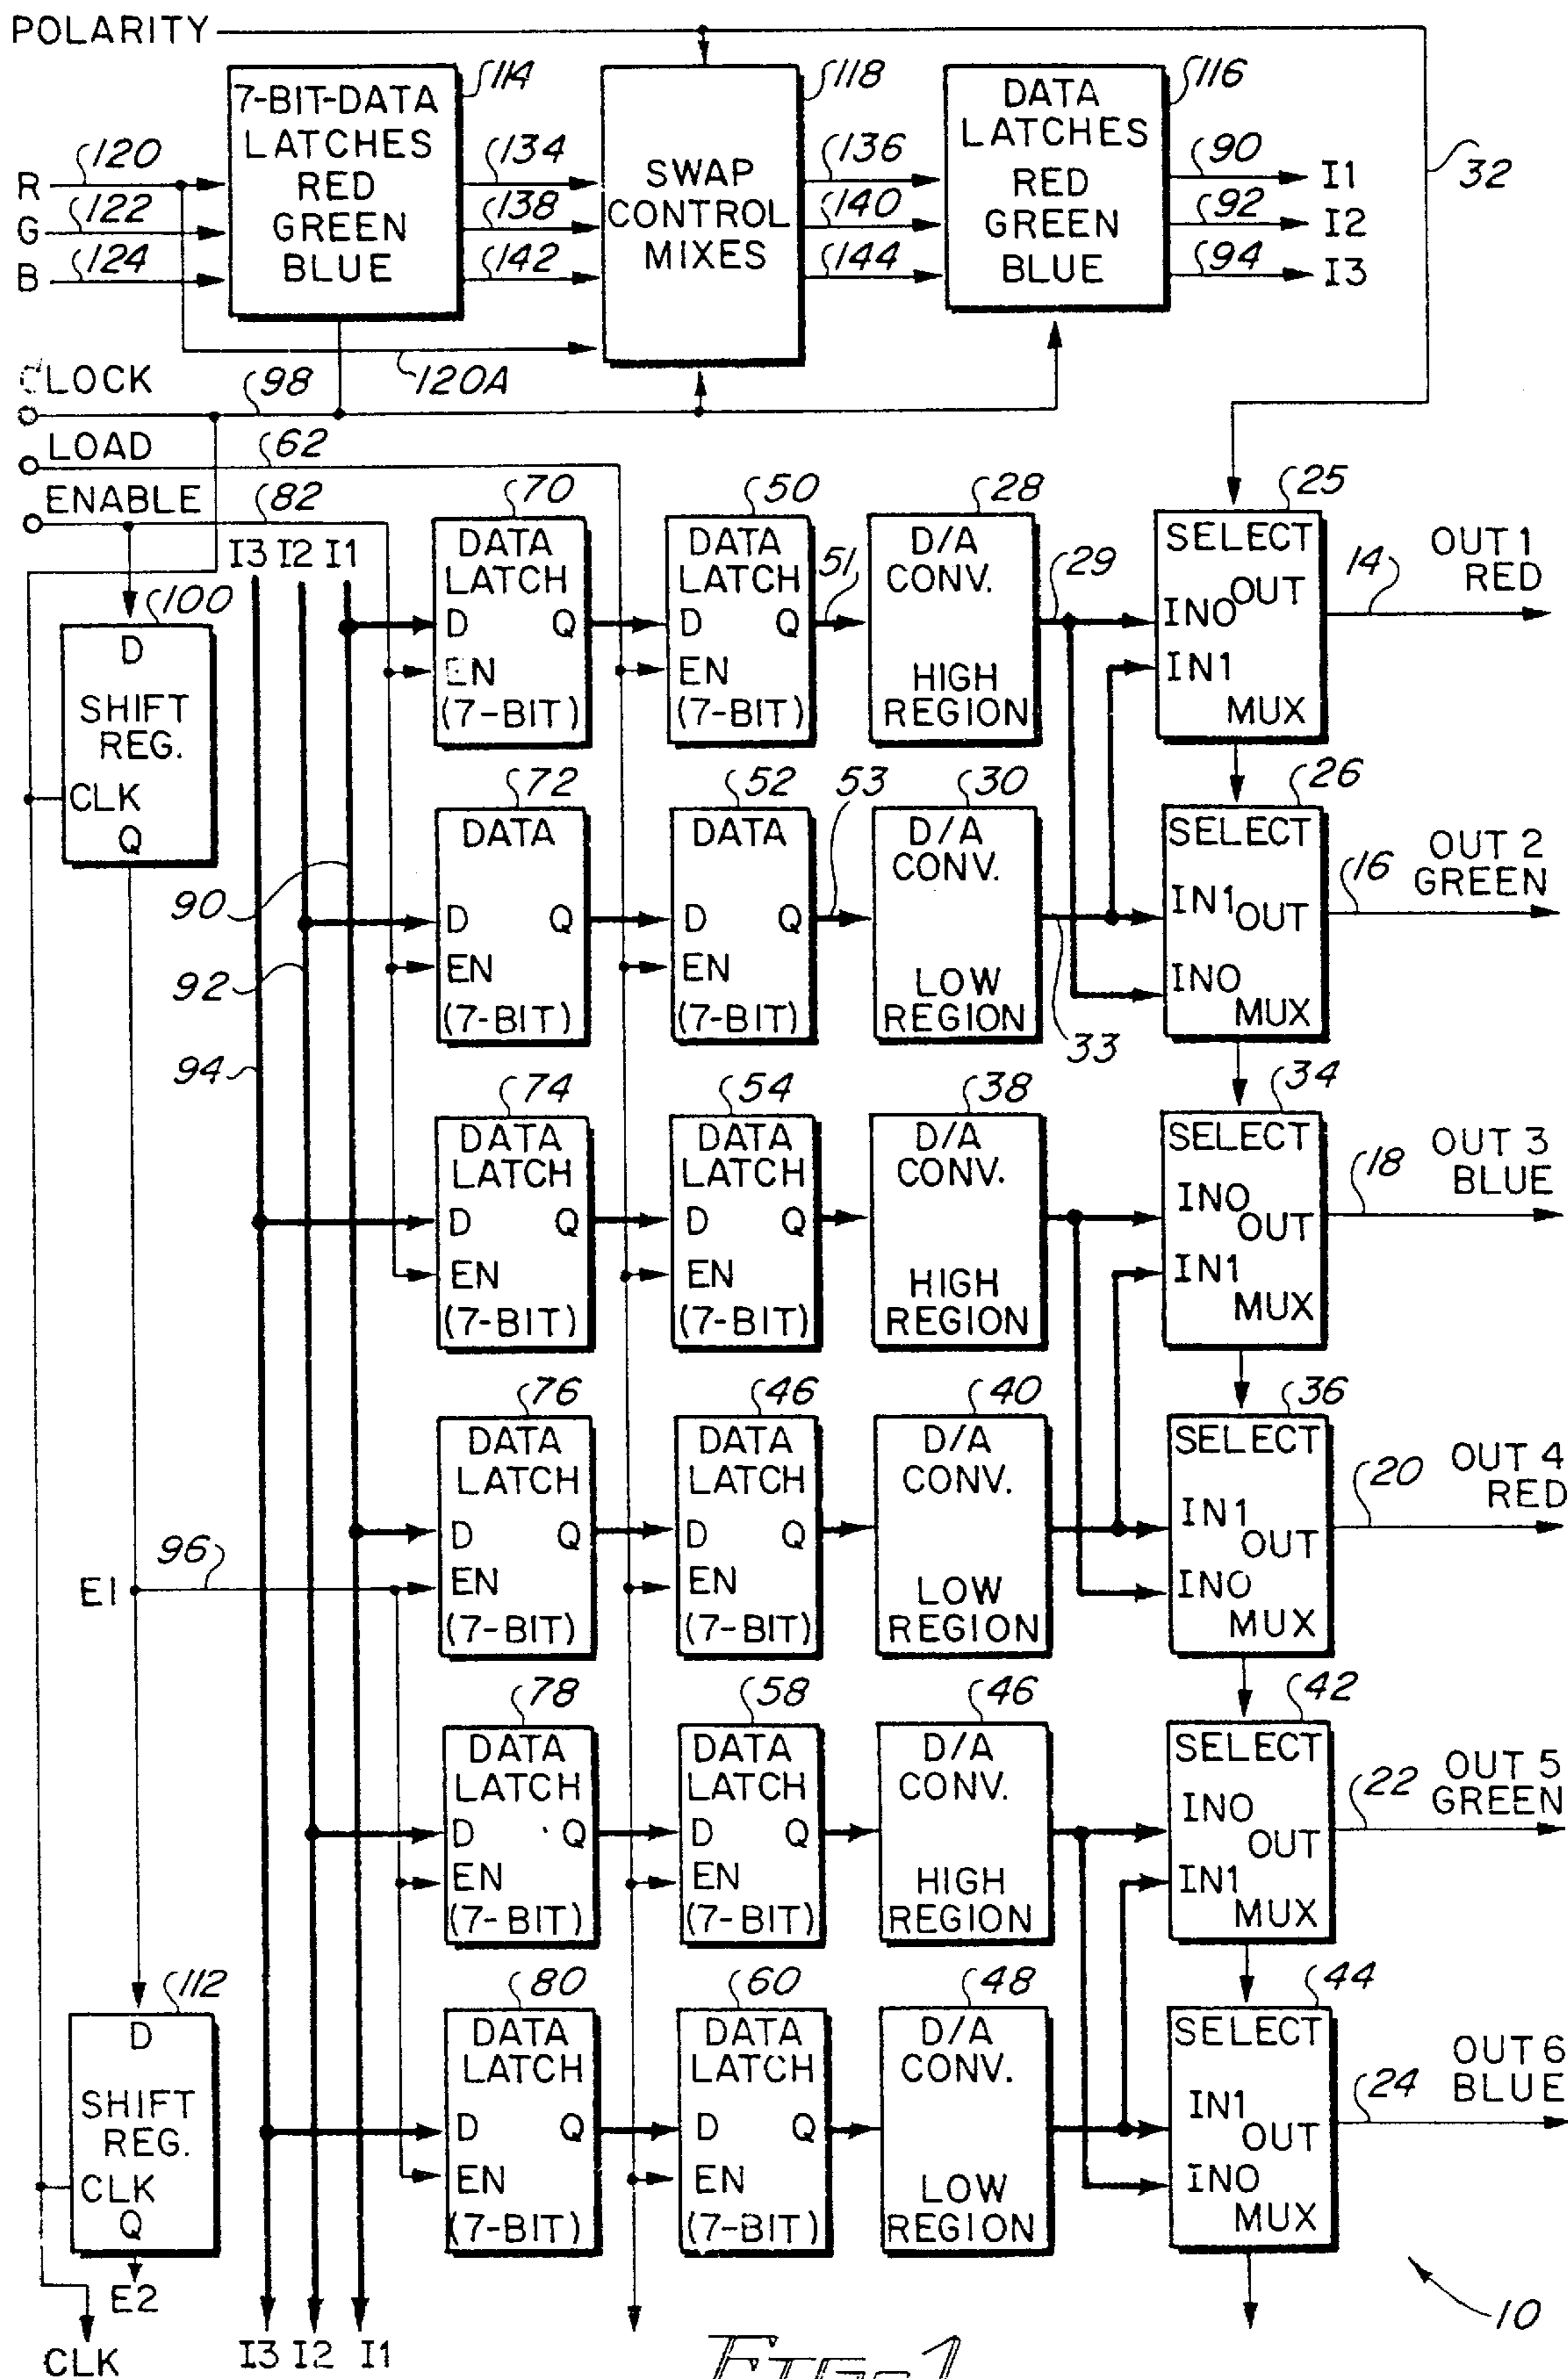 POLARITY
114
118
116
7-BIT-DATA
LATCHES
RED
GREEN
BLUE
SWAP
CONTROL
MIXES
DATA
LATCHES
RED
GREEN
BLUE
R 120
G 122
B 124
134
138
142
136
140
144
90 I1
92 I2
94 I3
32
120A
CLOCK
98
LOAD
62
ENABLE
82
I3 I2 I1
100
D
SHIFT
REG.
CLK
Q
90
92
94
96
E1
112
D
SHIFT
REG.
CLK
Q
E2
CLK
I3 I2 I1
70
DATA
LATCH
D Q
EN
(7-BIT)
50
DATA
LATCH
D Q
EN
(7-BIT)
51
28
D/A
CONV.
HIGH
REGION
29
25
SELECT
OUT
INO
IN1
MUX
14
OUT 1
RED
72
DATA
D Q
EN
(7-BIT)
52
DATA
D Q
EN
(7-BIT)
53
30
D/A
CONV.
LOW
REGION
33
26
SELECT
IN1
OUT
INO
MUX
16
OUT 2
GREEN
74
DATA
LATCH
D Q
EN
(7-BIT)
54
DATA
LATCH
D Q
EN
(7-BIT)
38
D/A
CONV.
HIGH
REGION
34
SELECT
INO
OUT
IN1
MUX
18
OUT 3
BLUE
76
DATA
LATCH
D Q
EN
(7-BIT)
46
DATA
LATCH
D Q
EN
(7-BIT)
40
D/A
CONV.
LOW
REGION
36
SELECT
IN1
OUT
INO
MUX
20
OUT 4
RED
78
DATA
LATCH
D Q
EN
(7-BIT)
58
DATA
LATCH
D Q
EN
(7-BIT)
46
D/A
CONV.
HIGH
REGION
42
SELECT
INO
OUT
IN1
MUX
22
OUT 5
GREEN
80
DATA
LATCH
D Q
EN
(7-BIT)
60
DATA
LATCH
D Q
EN
(7-BIT)
48
D/A
CONV.
LOW
REGION
44
SELECT
IN1
OUT
INO
MUX
24
OUT 6
BLUE
10
FIG. 1